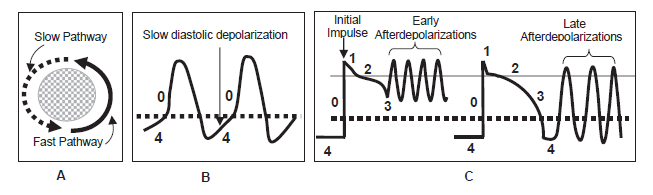 Slow Pathway
Fast Pathway
A
Slow diastolic depolarization
0
0
4
4
B
Initial
Impulse
Early
Afterdepolarizations
1
2
0
3
4
Late
Afterdepolarizations
1
2
0
3
4
4
C